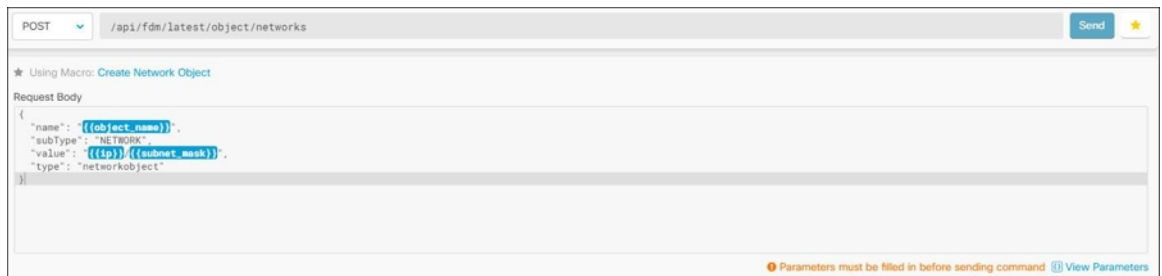 POST /api/fdm/latest/object/networks Send
Using Macro: Create Network Object
Request Body
{
"name": "{{object_name}}",
"subType": "NETWORK",
"value": "{{ip}}/{{subnet_mask}}",
"type": "networkobject"
}
Parameters must be filled in before sending command View Parameters